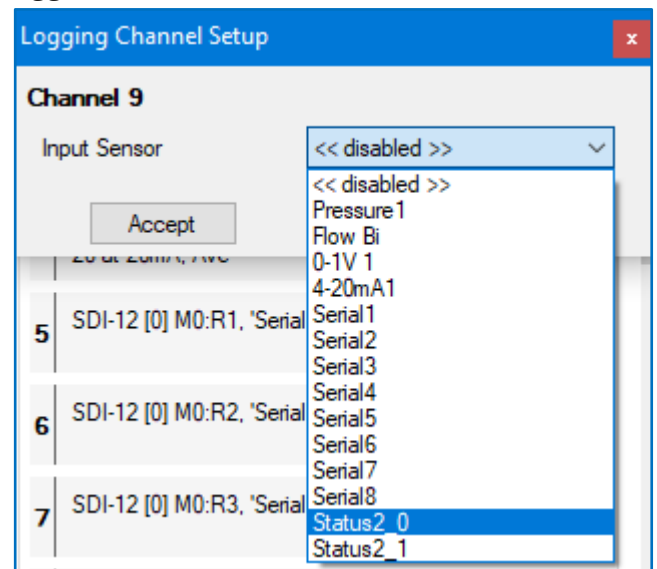 Logging Channel Setup
x
Channel 9
Input Sensor
<< disabled >>
<< disabled >>
Pressure1
Flow Bi
0-1V 1
4-20mA1
Serial1
Serial2
Serial3
Serial4
Serial5
Serial6
Serial7
Serial8
Status2_0
Status2_1
Accept
5 SDI-12 [0] M0:R1, "Serial
6 SDI-12 [0] M0:R2, "Serial
7 SDI-12 [0] M0:R3, "Serial